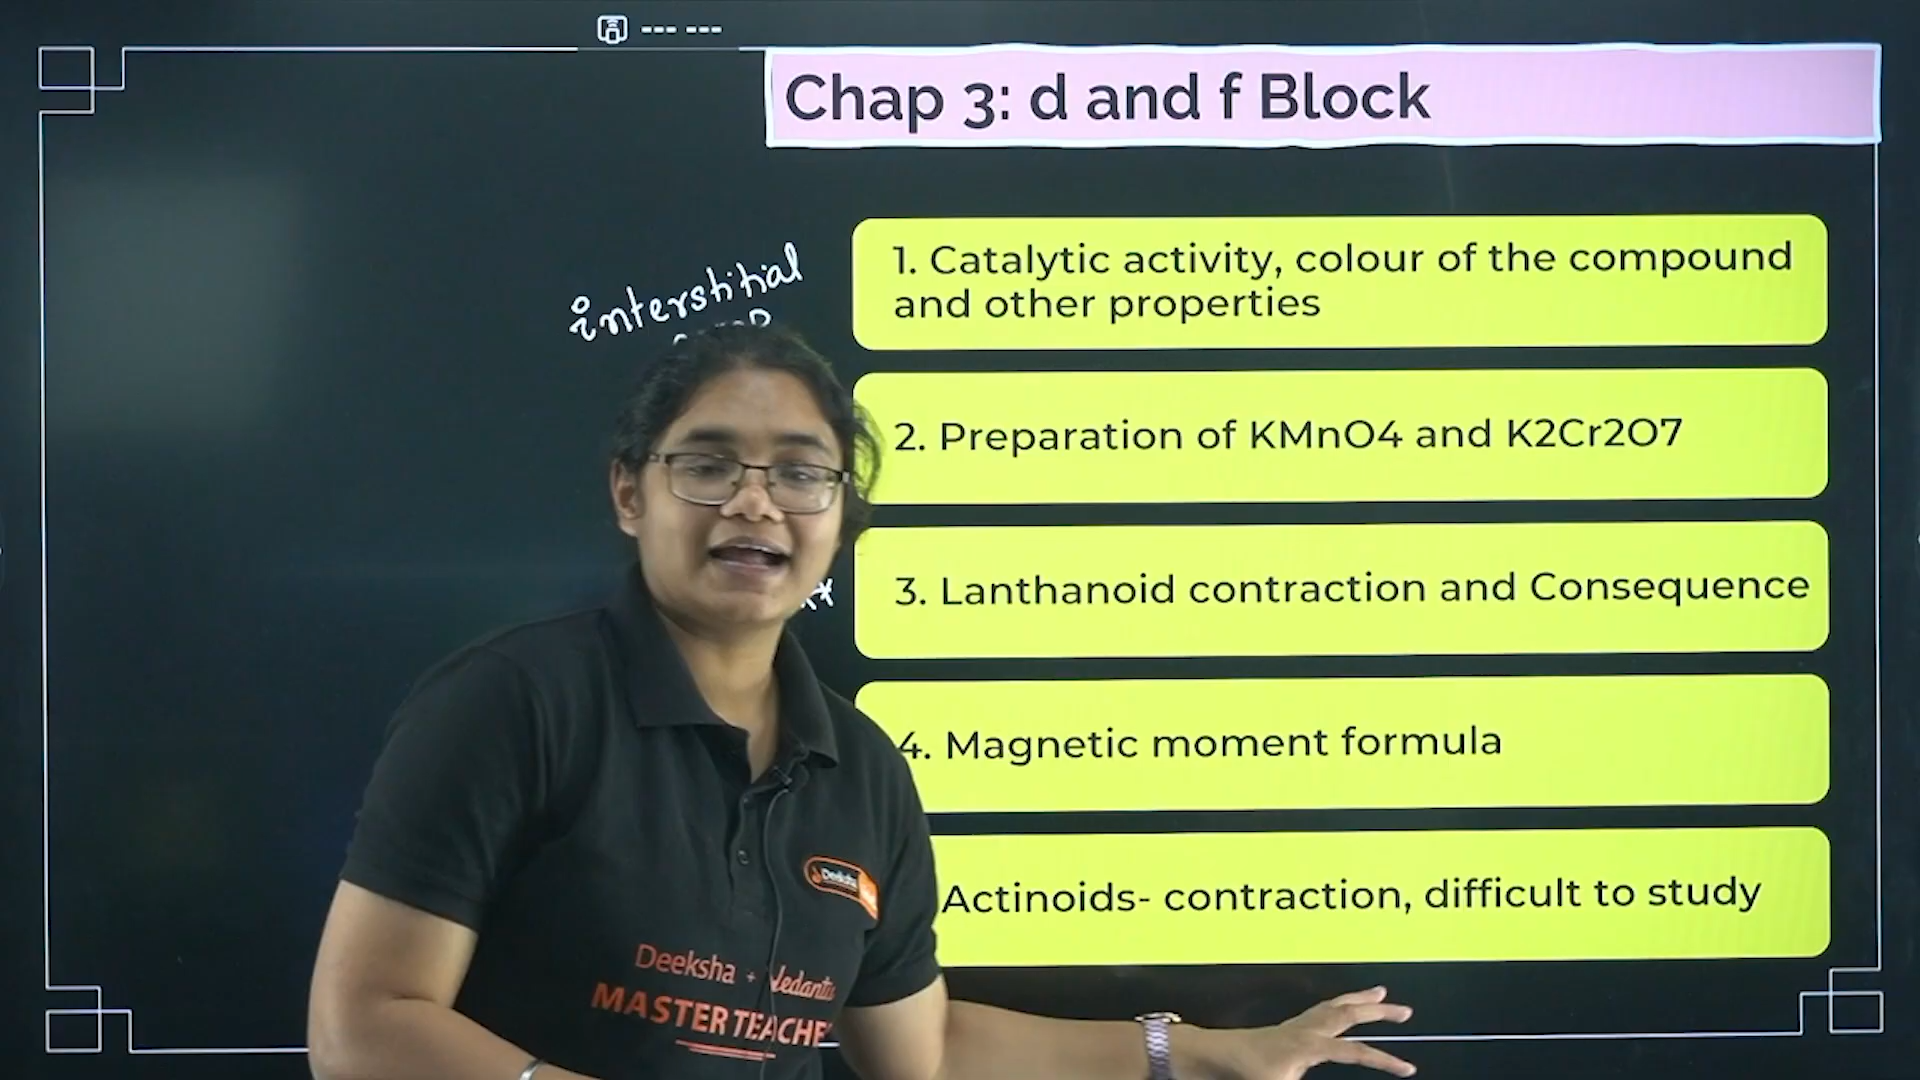 Chap 3: d and f Block
interstitial
1. Catalytic activity, colour of the compound
and other properties
2. Preparation of KMnO4 and K2Cr2O7
3. Lanthanoid contraction and Consequence
4. Magnetic moment formula
Actinoids- contraction, difficult to study
Deeksha
Deeksha + Vedantu
MASTER TEACHE